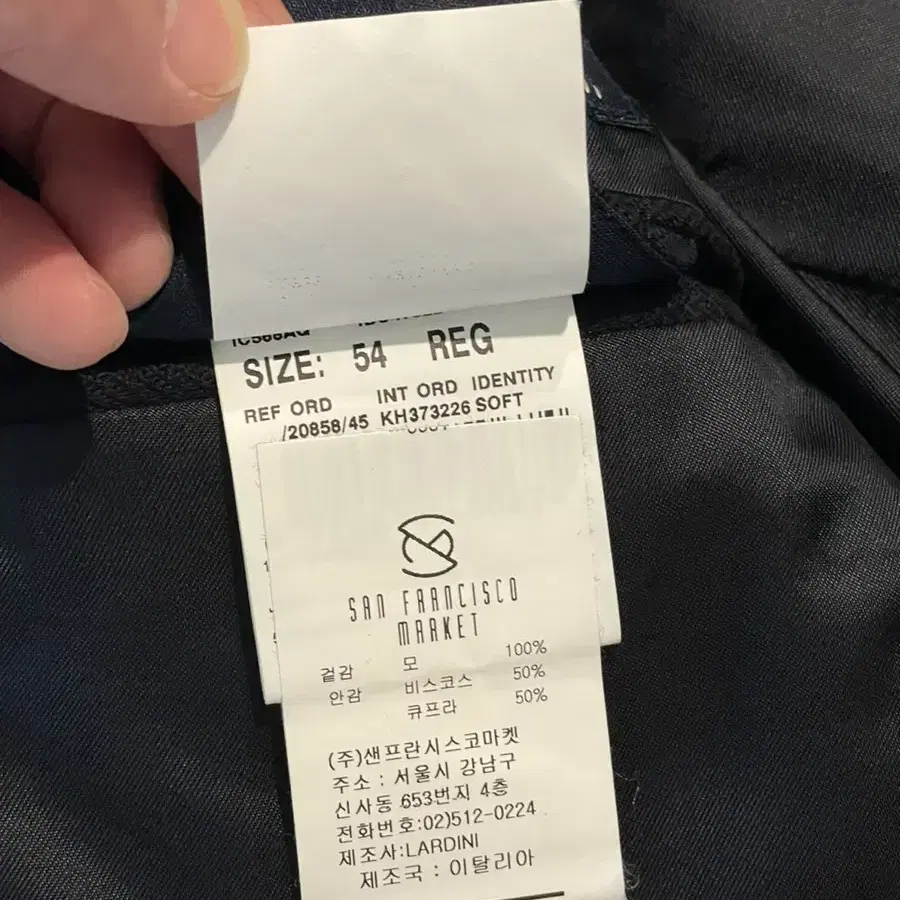 SIZE: 54 REG
REF ORD INT ORD IDENTITY
/20858/45 KH373226 SOFT
SAN FRANCISCO
MARKET
겉감 모 100%
안감 비스코스 50%
큐프라 50%
(주)샌프란시스코마켓
주소 : 서울시 강남구
신사동 653번지 4층
전화번호:02)512-0224
제조사:LARDINI
제조국 : 이탈리아